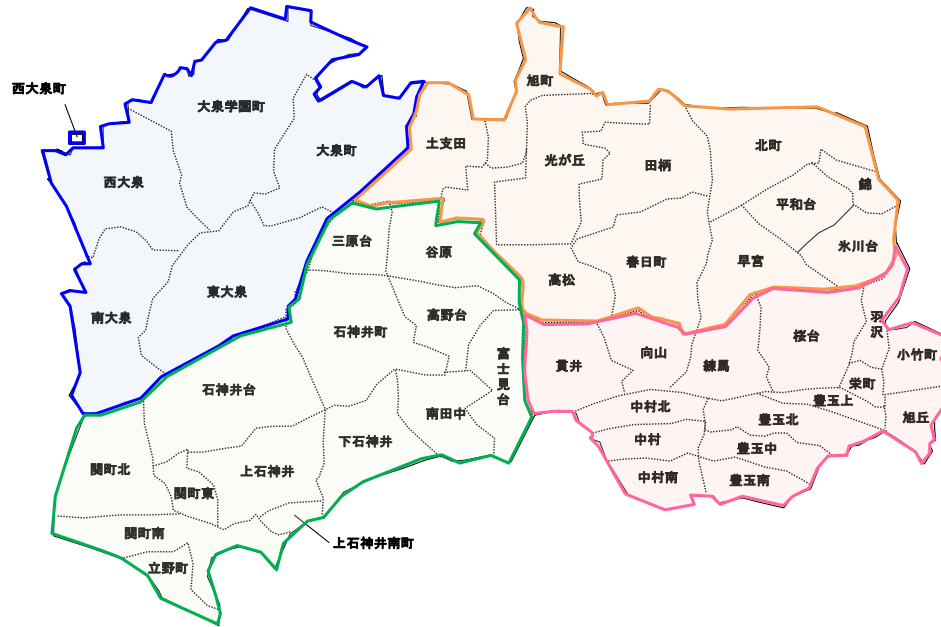 西大泉町
大泉学園町
大泉町
西大泉
東大泉
南大泉
旭町
土支田
光が丘
田柄
北町
錦
平和台
氷川台
早宮
春日町
高松
三原台
谷原
石神井町
高野台
富士見台
石神井台
南田中
下石神井
関町北
関町東
上石神井
関町南
上石神井南町
立野町
貫井
向山
練馬
桜台
羽沢
小竹町
栄町
旭丘
豊玉上
中村北
豊玉北
中村
豊玉中
中村南
豊玉南